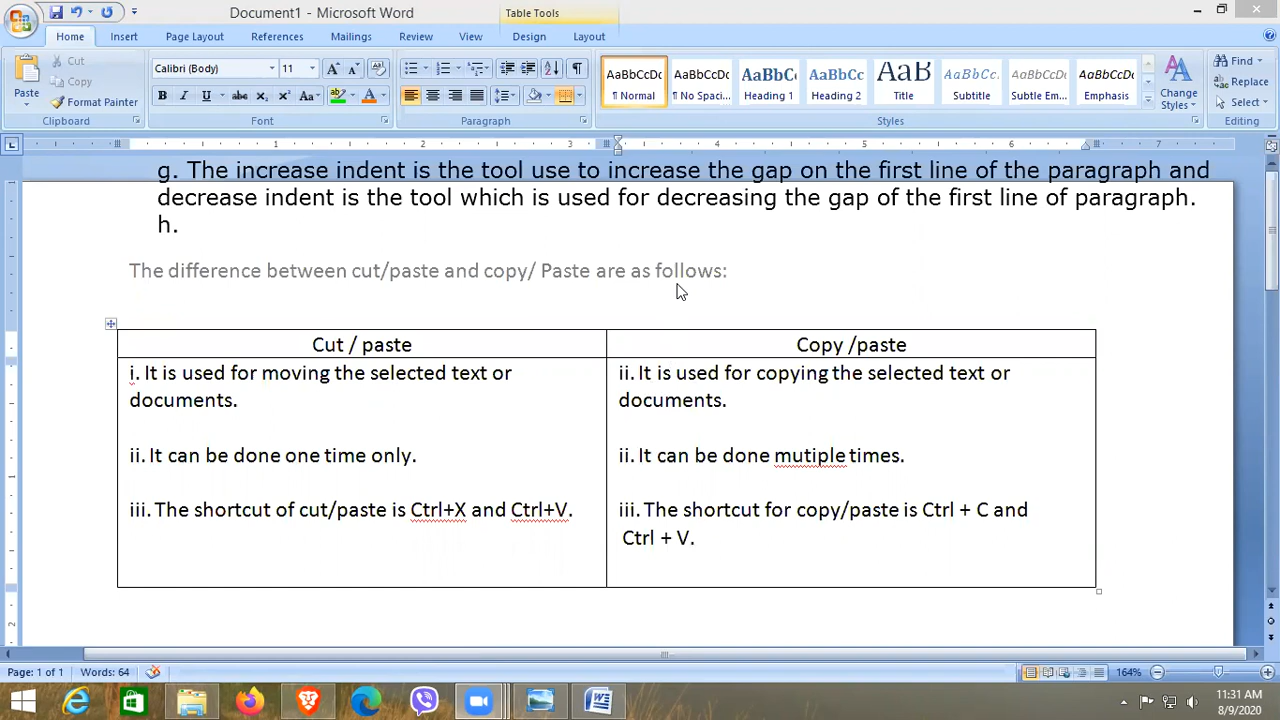 Document1 - Microsoft Word
Table Tools
Home Insert Page Layout References Mailings Review View Design Layout
Cut
Copy
Format Painter
Paste
Clipboard
Calibri (Body) 11
Font
Paragraph
AaBbCcDc AaBbCcDc AaBbC AaBbCc AaB AaBbCc. AaBbCcDc AaBbCcDc
¶ Normal ¶ No Spaci... Heading 1 Heading 2 Title Subtitle Subtle Em... Emphasis
Change
Styles
Styles
Find
Replace
Select
Editing
1 2 4 5 6 7
g. The increase indent is the tool use to increase the gap on the first line of the paragraph and
decrease indent is the tool which is used for decreasing the gap of the first line of paragraph.
h.
The difference between cut/paste and copy/ Paste are as follows:
Cut / paste
i. It is used for moving the selected text or
documents.
ii. It can be done one time only.
iii. The shortcut of cut/paste is Ctrl+X and Ctrl+V.
Copy /paste
ii. It is used for copying the selected text or
documents.
ii. It can be done mutiple times.
iii. The shortcut for copy/paste is Ctrl + C and
Ctrl + V.
Page: 1 of 1 Words: 64 164%
11:31 AM
8/9/2020